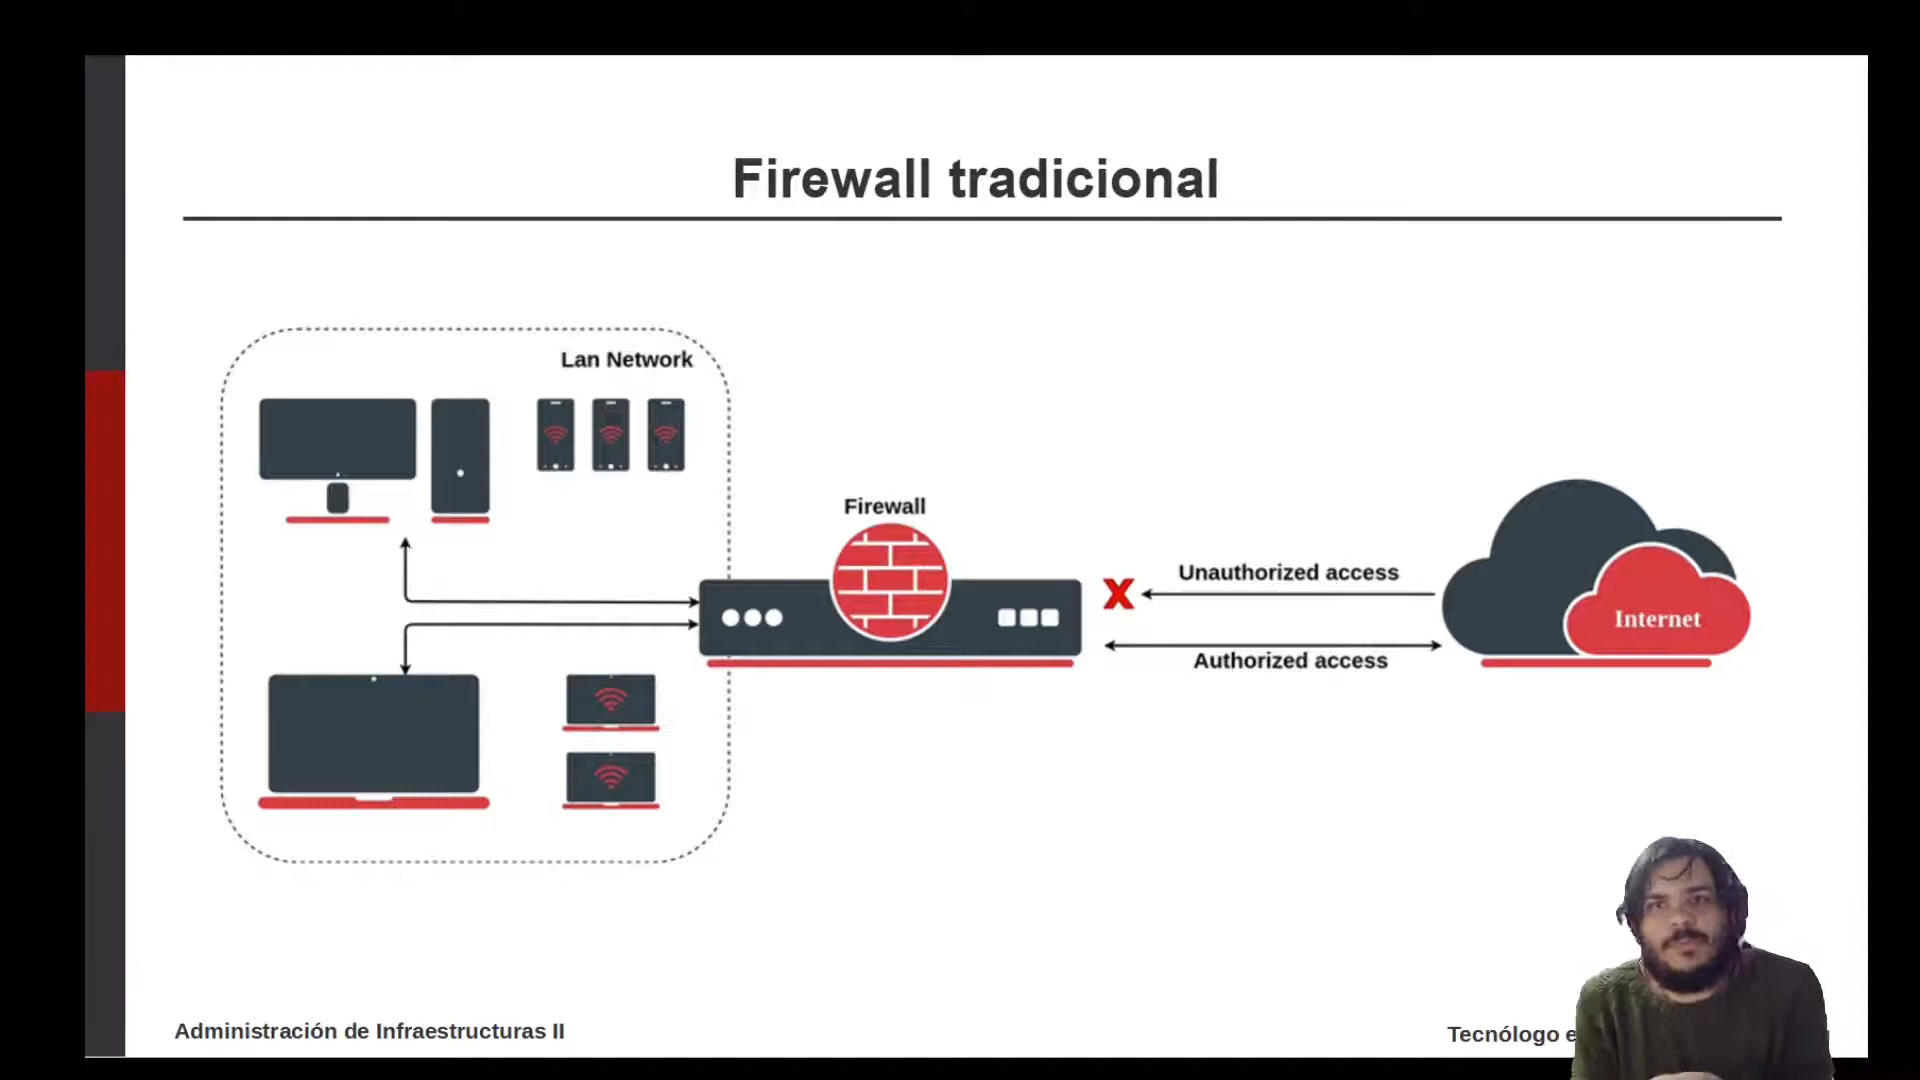 Firewall tradicional
Lan Network
Firewall
Unauthorized access
Internet
Authorized access
Administración de Infraestructuras II
Tecnólogo